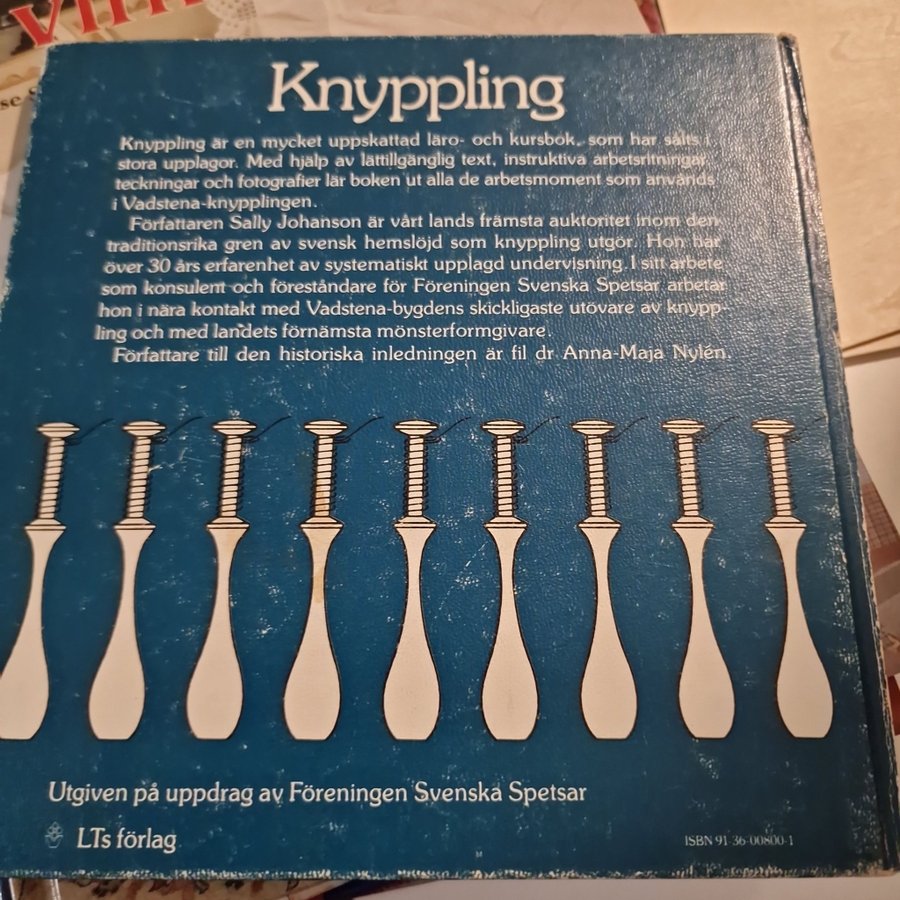 Knyppling
Knyppling är en mycket uppskattad läro- och kursbok, som har sålts i
stora upplagor. Med hjälp av lättillgänglig text, instruktiva arbetsritningar,
teckningar och fotografier lär boken ut alla de arbetsmoment som används
i Vadstena-knypplingen.
Författaren Sally Johanson är vårt lands främsta auktoritet inom den
traditionsrika gren av svensk hemslöjd som knyppling utgör. Hon har
över 30 års erfarenhet av systematiskt upplagd undervisning. I sitt arbete
som konsulent och föreståndare för Föreningen Svenska Spetsar arbetar
hon i nära kontakt med Vadstena-bygdens skickligaste utövare av knypp-
ling och med landets förnämsta mönsterformgivare.
Författare till den historiska inledningen är fil dr Anna-Maja Nylén.
Utgiven på uppdrag av Föreningen Svenska Spetsar
LTs förlag
ISBN 91-36-00800-1